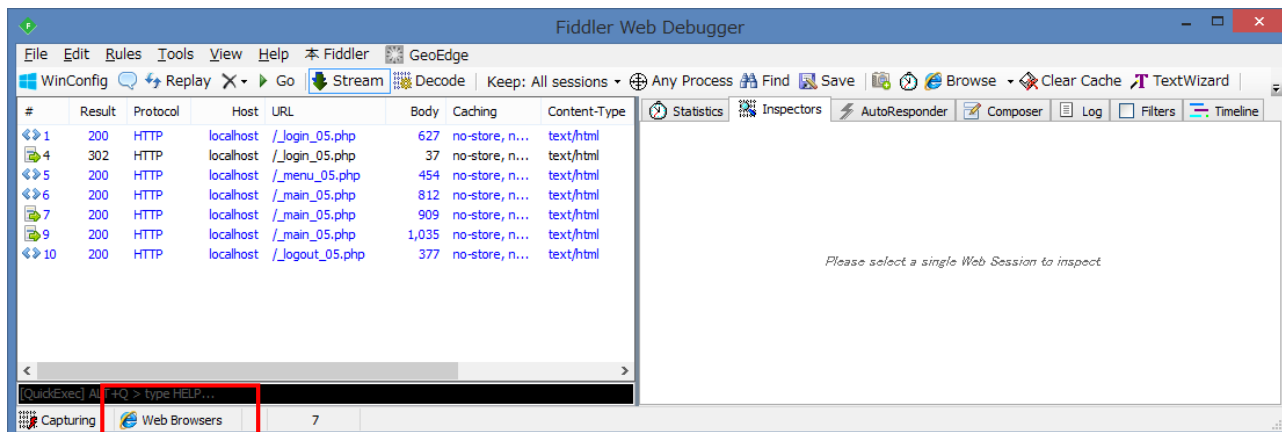 Fiddler Web Debugger
File Edit Rules Tools View Help 本 Fiddler GeoEdge
WinConfig Replay X Go Stream Decode Keep: All sessions Any Process Find Save Browse Clear Cache TextWizard
# Result Protocol Host URL Body Caching Content-Type
1 200 HTTP localhost /_login_05.php 627 no-store, n... text/html
4 302 HTTP localhost /_login_05.php 37 no-store, n... text/html
5 200 HTTP localhost /_menu_05.php 454 no-store, n... text/html
6 200 HTTP localhost /_main_05.php 812 no-store, n... text/html
7 200 HTTP localhost /_main_05.php 909 no-store, n... text/html
9 200 HTTP localhost /_main_05.php 1,035 no-store, n... text/html
10 200 HTTP localhost /_logout_05.php 377 no-store, n... text/html
[QuickExec] ALT+Q > type HELP...
Capturing Web Browsers 7
Statistics Inspectors AutoResponder Composer Log Filters Timeline
Please select a single Web Session to inspect